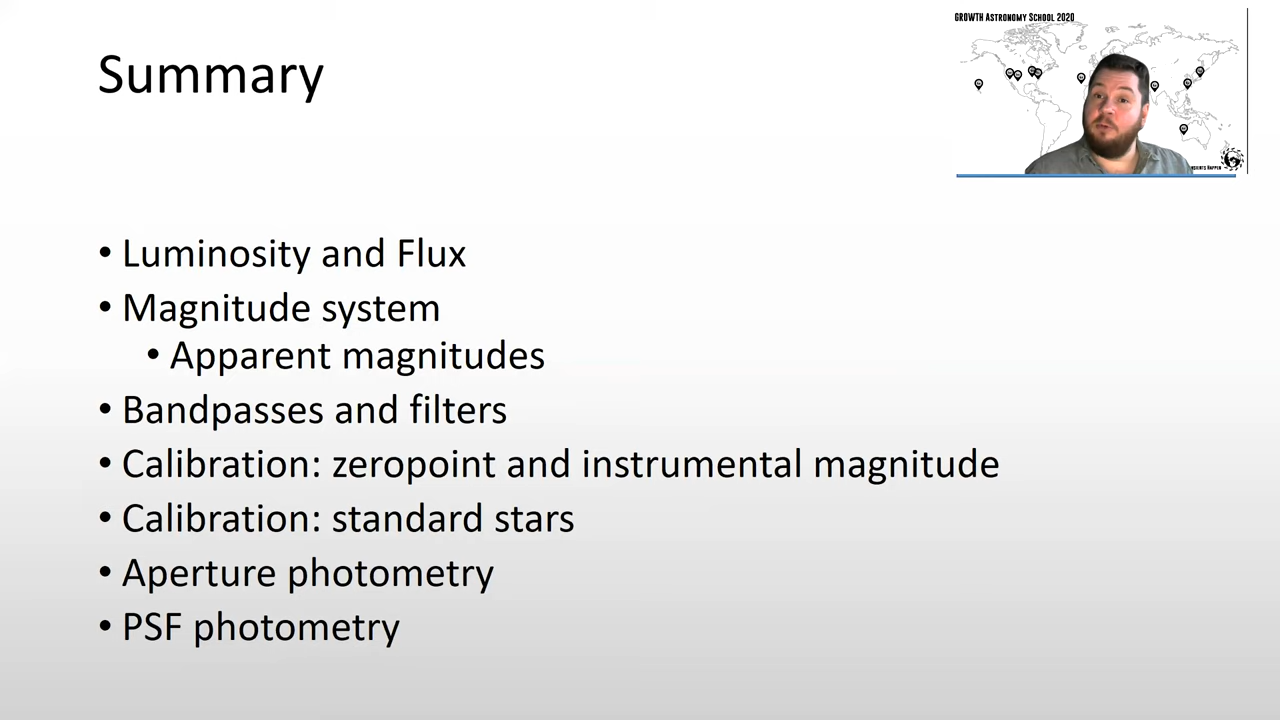 GROWTH ASTRONOMY SCHOOL 2020
Summary
HAPPEN
• Luminosity and Flux
• Magnitude system
• Apparent magnitudes
• Bandpasses and filters
• Calibration: zeropoint and instrumental magnitude
• Calibration: standard stars
• Aperture photometry
• PSF photometry